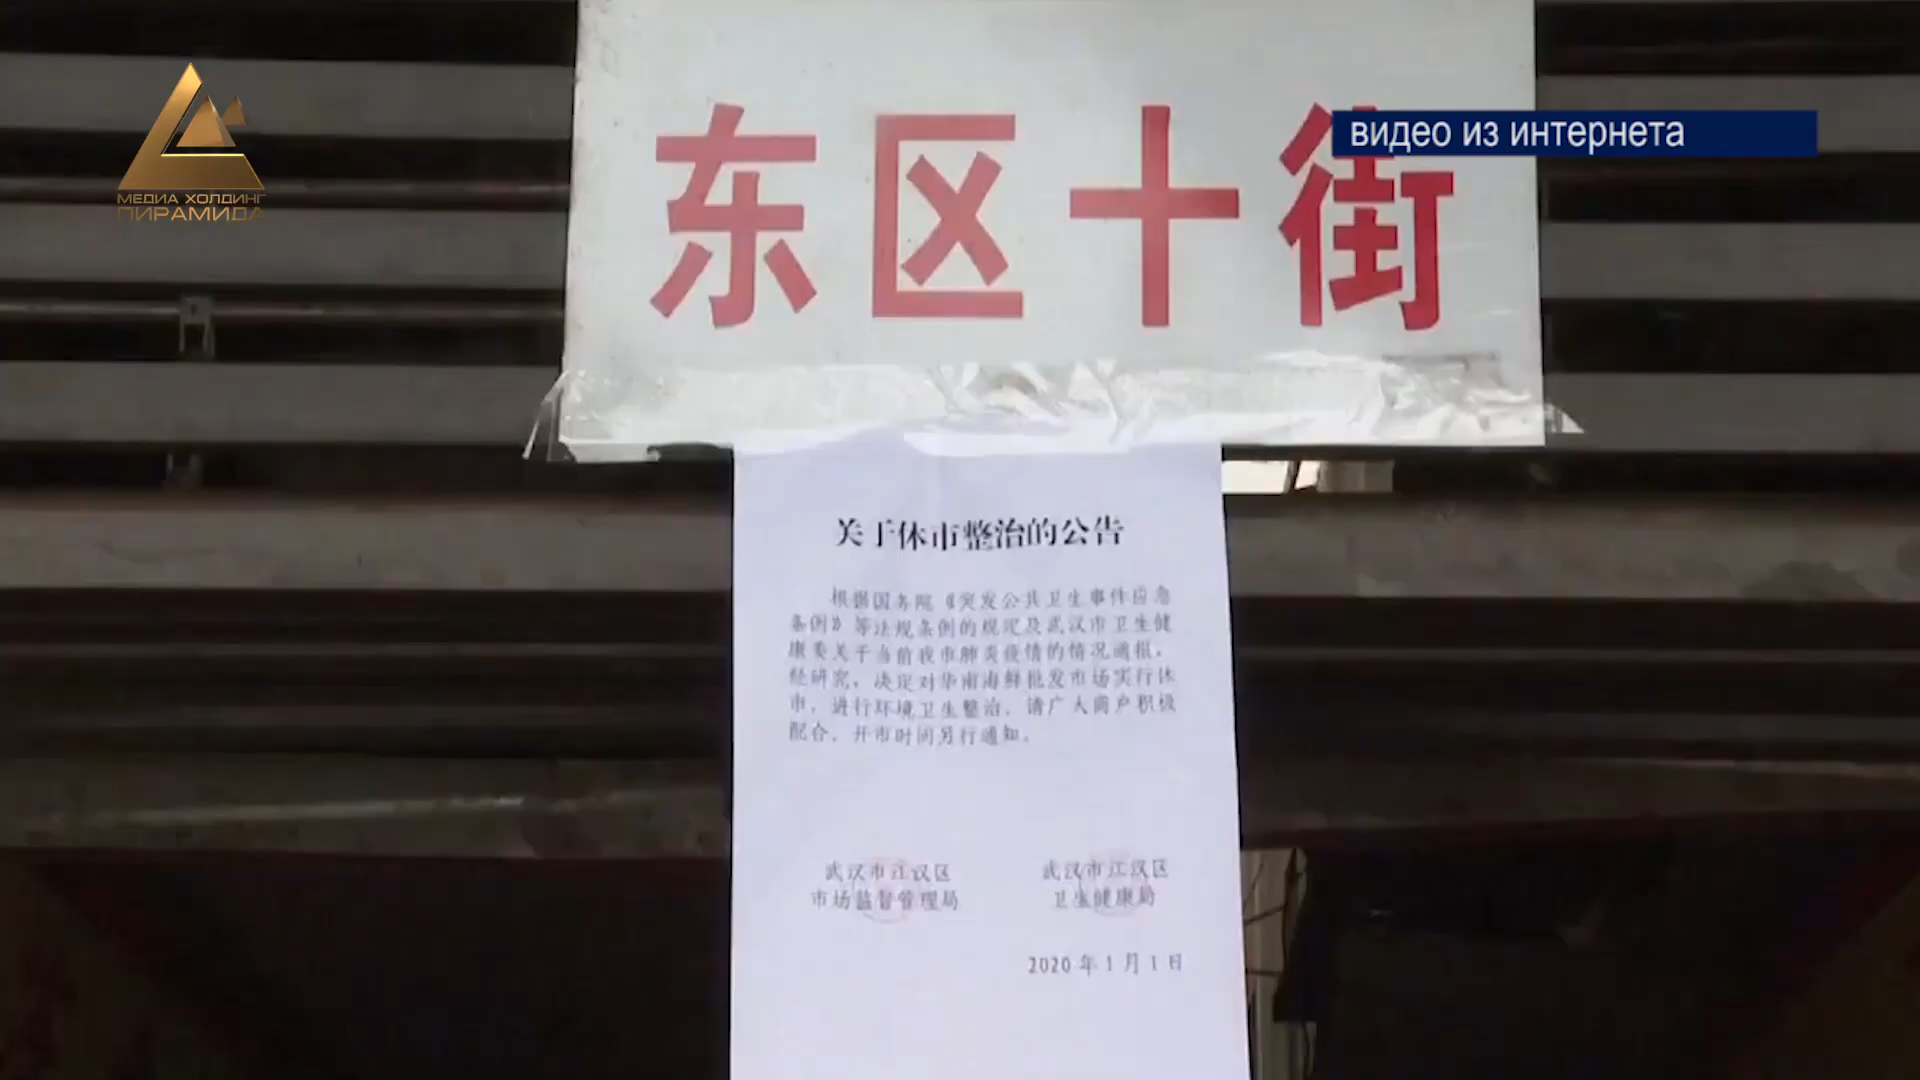 东区十街
видео из интернета
МЕДИА ХОЛДИНГ
ПИРАМИДА
关于休市整治的公告
根据国务院《突发公共卫生事件应急
条例》等法规条例的规定及武汉市卫生健
康委关于当前我市肺炎疫情的情况通报，
经研究，决定对华南海鲜批发市场实行休
市，进行环境卫生整治，请广大商户积极
配合，开市时间另行通知。
武汉市江汉区
市场监督管理局
武汉市江汉区
卫生健康局
2020年1月1日